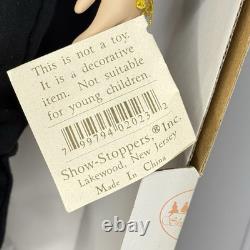 This is not a toy.
It is a decorative
item. Not suitable
for young children.
7 99794 02023 2
Show-Stoppers,® Inc.
Lakewood, New Jersey
Made In China